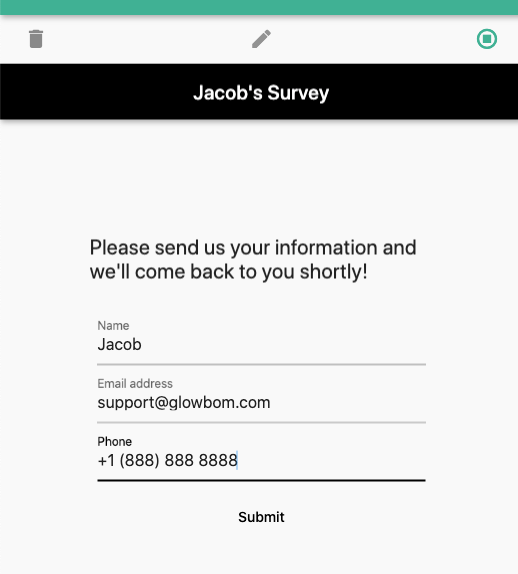 Jacob's Survey
Please send us your information and
we'll come back to you shortly!
Name
Jacob
Email address
support@glowbom.com
Phone
+1 (888) 888 8888
Submit